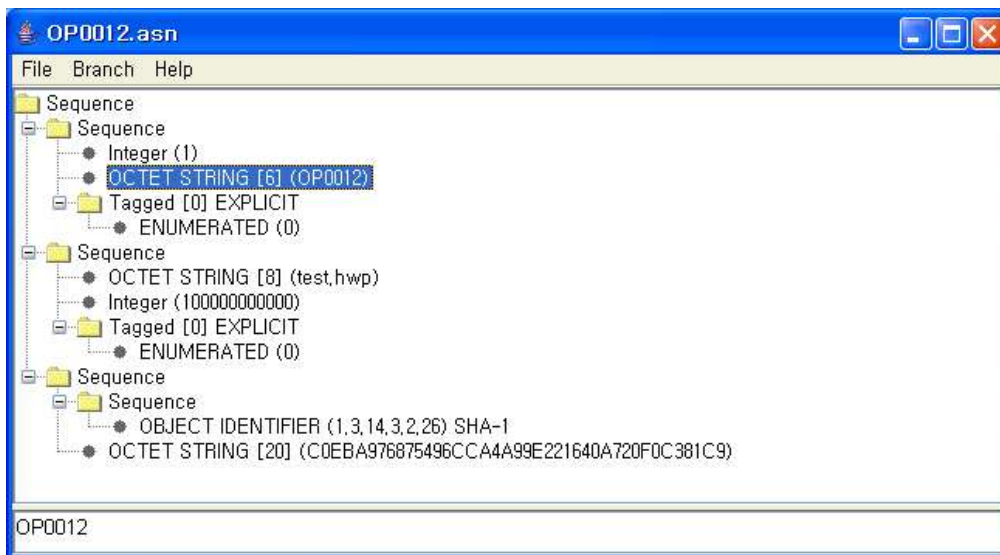 OP0012.asn
File Branch Help
Sequence
Sequence
Integer (1)
OCTET STRING [6] (OP0012)
Tagged [0] EXPLICIT
ENUMERATED (0)
Sequence
OCTET STRING [8] (test,hwp)
Integer (100000000000)
Tagged [0] EXPLICIT
ENUMERATED (0)
Sequence
Sequence
OBJECT IDENTIFIER (1,3,14,3,2,26) SHA-1
OCTET STRING [20] (C0EBA976875496CCA4A99E221640A720F0C381C9)
OP0012